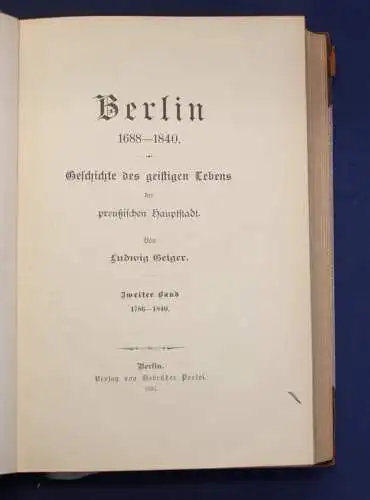 Berlin
1688—1840.
Geschichte des geistigen Lebens
der
preußischen Hauptstadt.
Von
Ludwig Geiger.
Zweiter Band
1786—1840.
Berlin.
Verlag von Gebrüder Paetel.